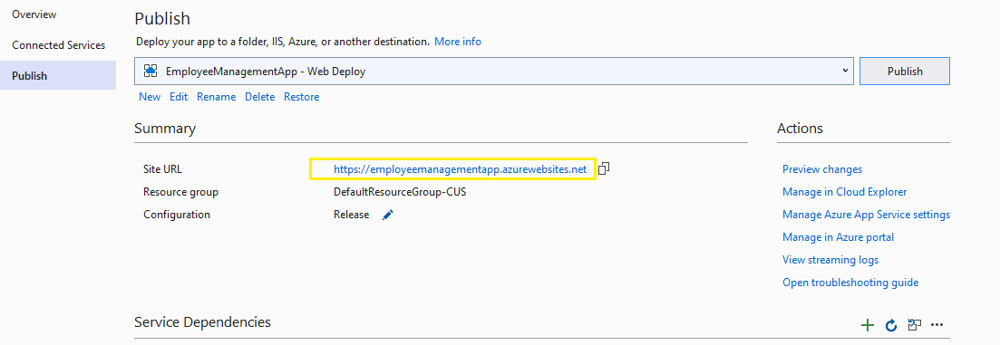 Overview
Connected Services
Publish
Publish
Deploy your app to a folder, IIS, Azure, or another destination. More info
EmployeeManagementApp - Web Deploy
Publish
New Edit Rename Delete Restore
Summary
Site URL https://employeemanagementapp.azurewebsites.net
Resource group DefaultResourceGroup-CUS
Configuration Release
Actions
Preview changes
Manage in Cloud Explorer
Manage Azure App Service settings
Manage in Azure portal
View streaming logs
Open troubleshooting guide
Service Dependencies